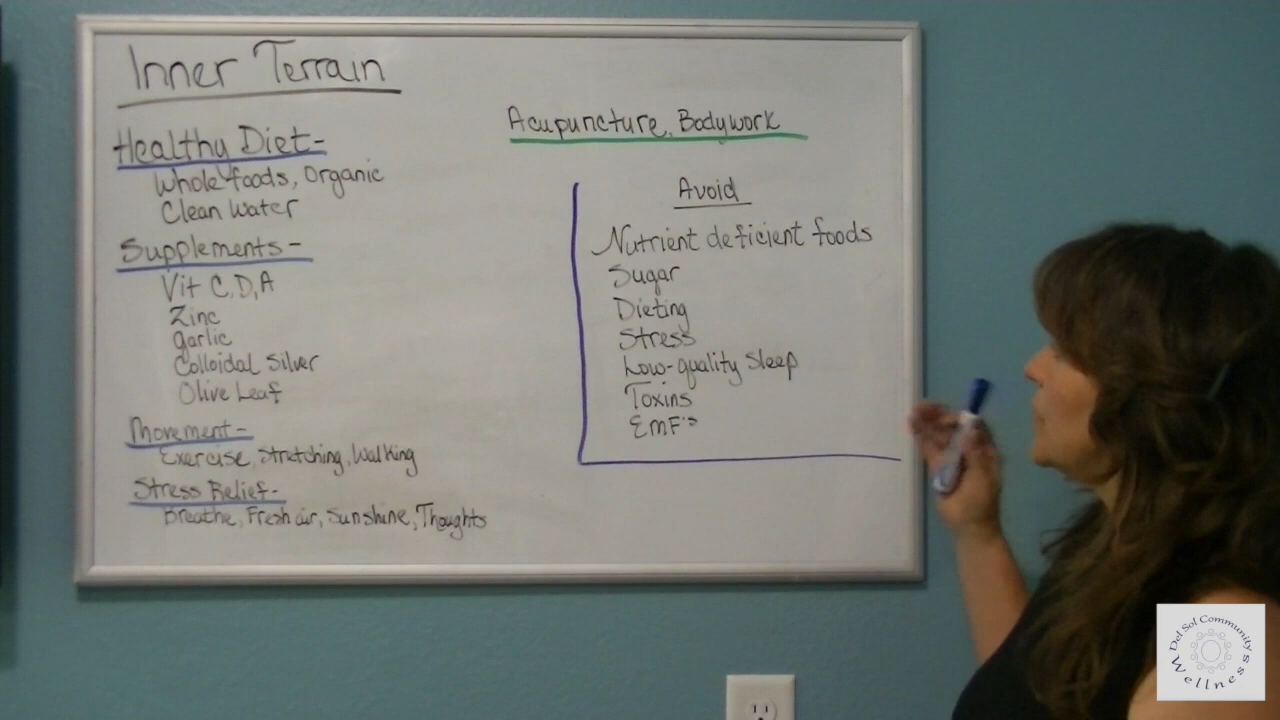 Inner Terrain
Healthy Diet-
Whole foods, Organic
Clean Water
Supplements-
Vit C, D, A
Zinc
garlic
Colloidal Silver
Olive Leaf
Movement-
Exercise, Stretching, Walking
Stress Relief-
Breathe, Fresh air, Sunshine, Thoughts
Acupuncture, Bodywork
Avoid
Nutrient deficient foods
Sugar
Dieting
Stress
Low-quality Sleep
Toxins
EMF's
Del Sol Community Wellness